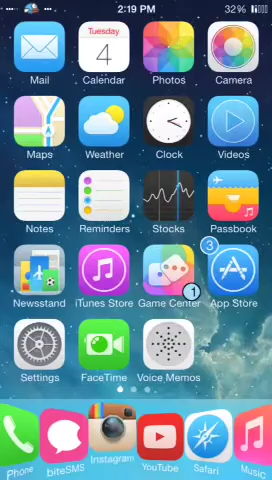 2:19 PM
32%
Tuesday
4
Mail
Calendar
Photos
Camera
Maps
Weather
Clock
Videos
Notes
Reminders
Stocks
Passbook
3
Newsstand
iTunes Store
Game Center
1
App Store
Settings
FaceTime
Voice Memos
Phone
biteSMS
Instagram
YouTube
Safari
Music